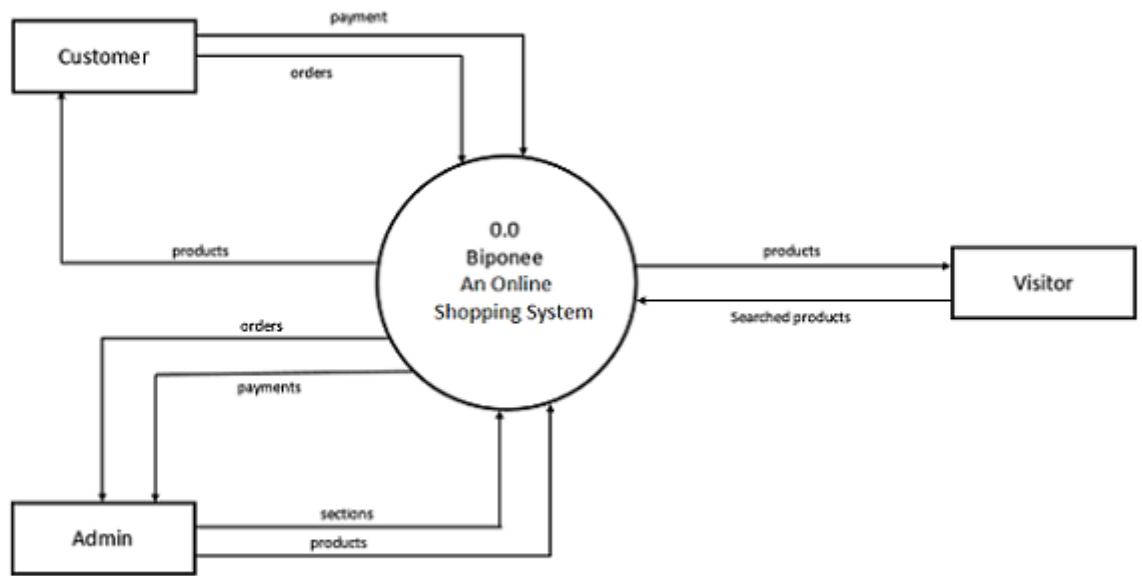 payment
Customer
orders
products
0.0
Biponee
An Online
Shopping System
products
Visitor
Searched products
orders
payments
sections
Admin
products